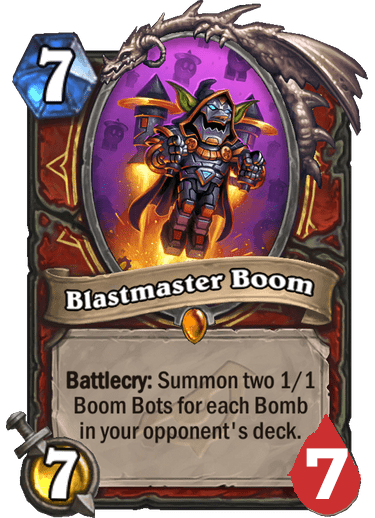 7
Blastmaster Boom
Battlecry: Summon two 1/1
Boom Bots for each Bomb
in your opponent's deck.
7
7